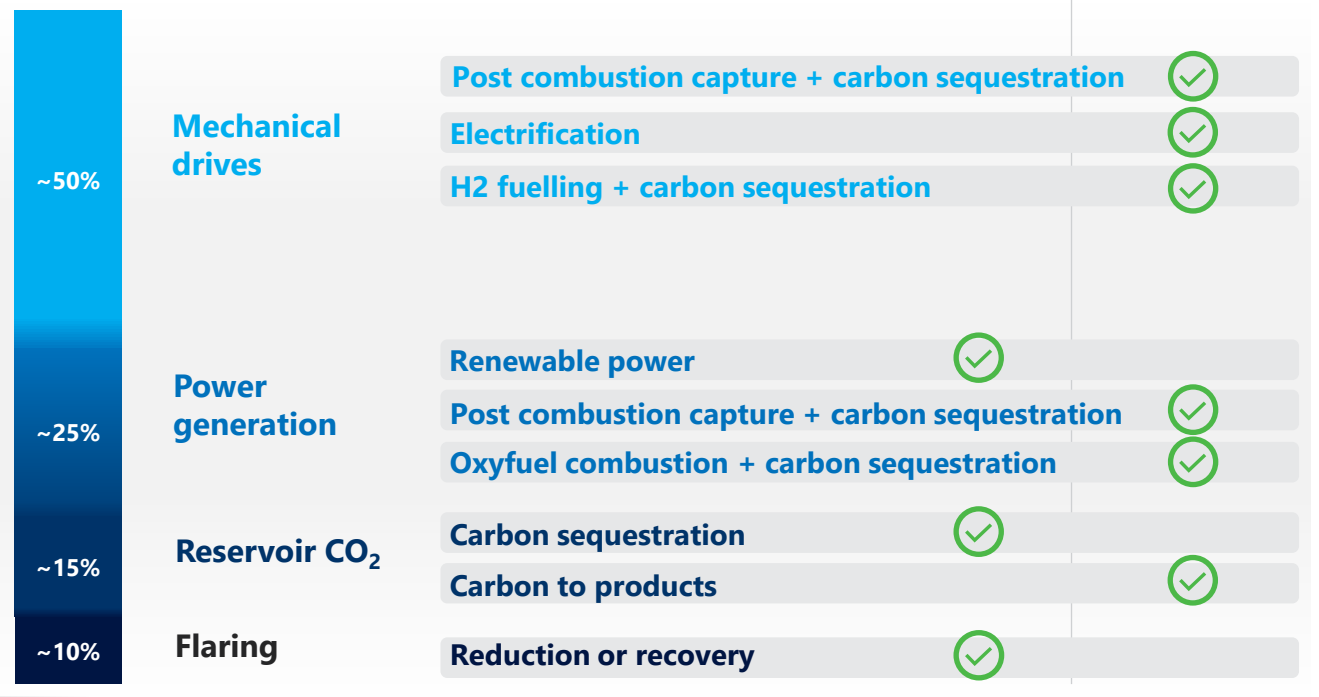 ~50%
Mechanical
drives
Post combustion capture + carbon sequestration
Electrification
H2 fuelling + carbon sequestration
~25%
Power
generation
Renewable power
Post combustion capture + carbon sequestration
Oxyfuel combustion + carbon sequestration
~15%
Reservoir CO₂
Carbon sequestration
Carbon to products
~10%
Flaring
Reduction or recovery